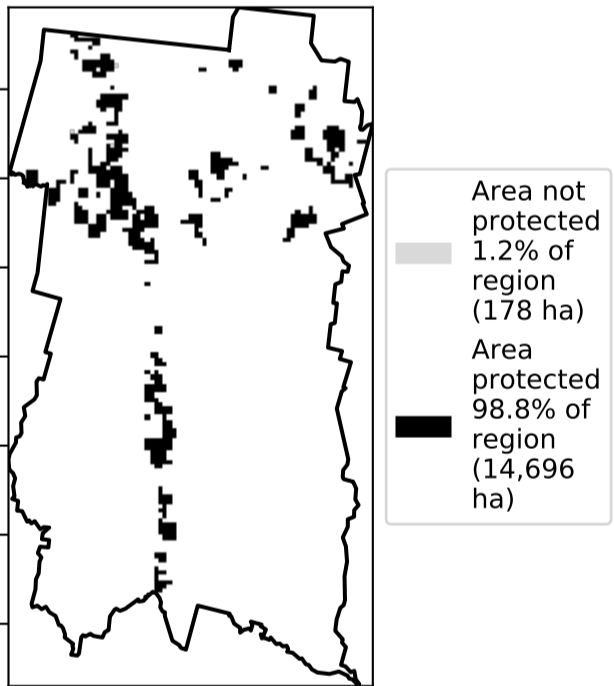 Area not
protected
1.2% of
region
(178 ha)
Area
protected
98.8% of
region
(14,696
ha)